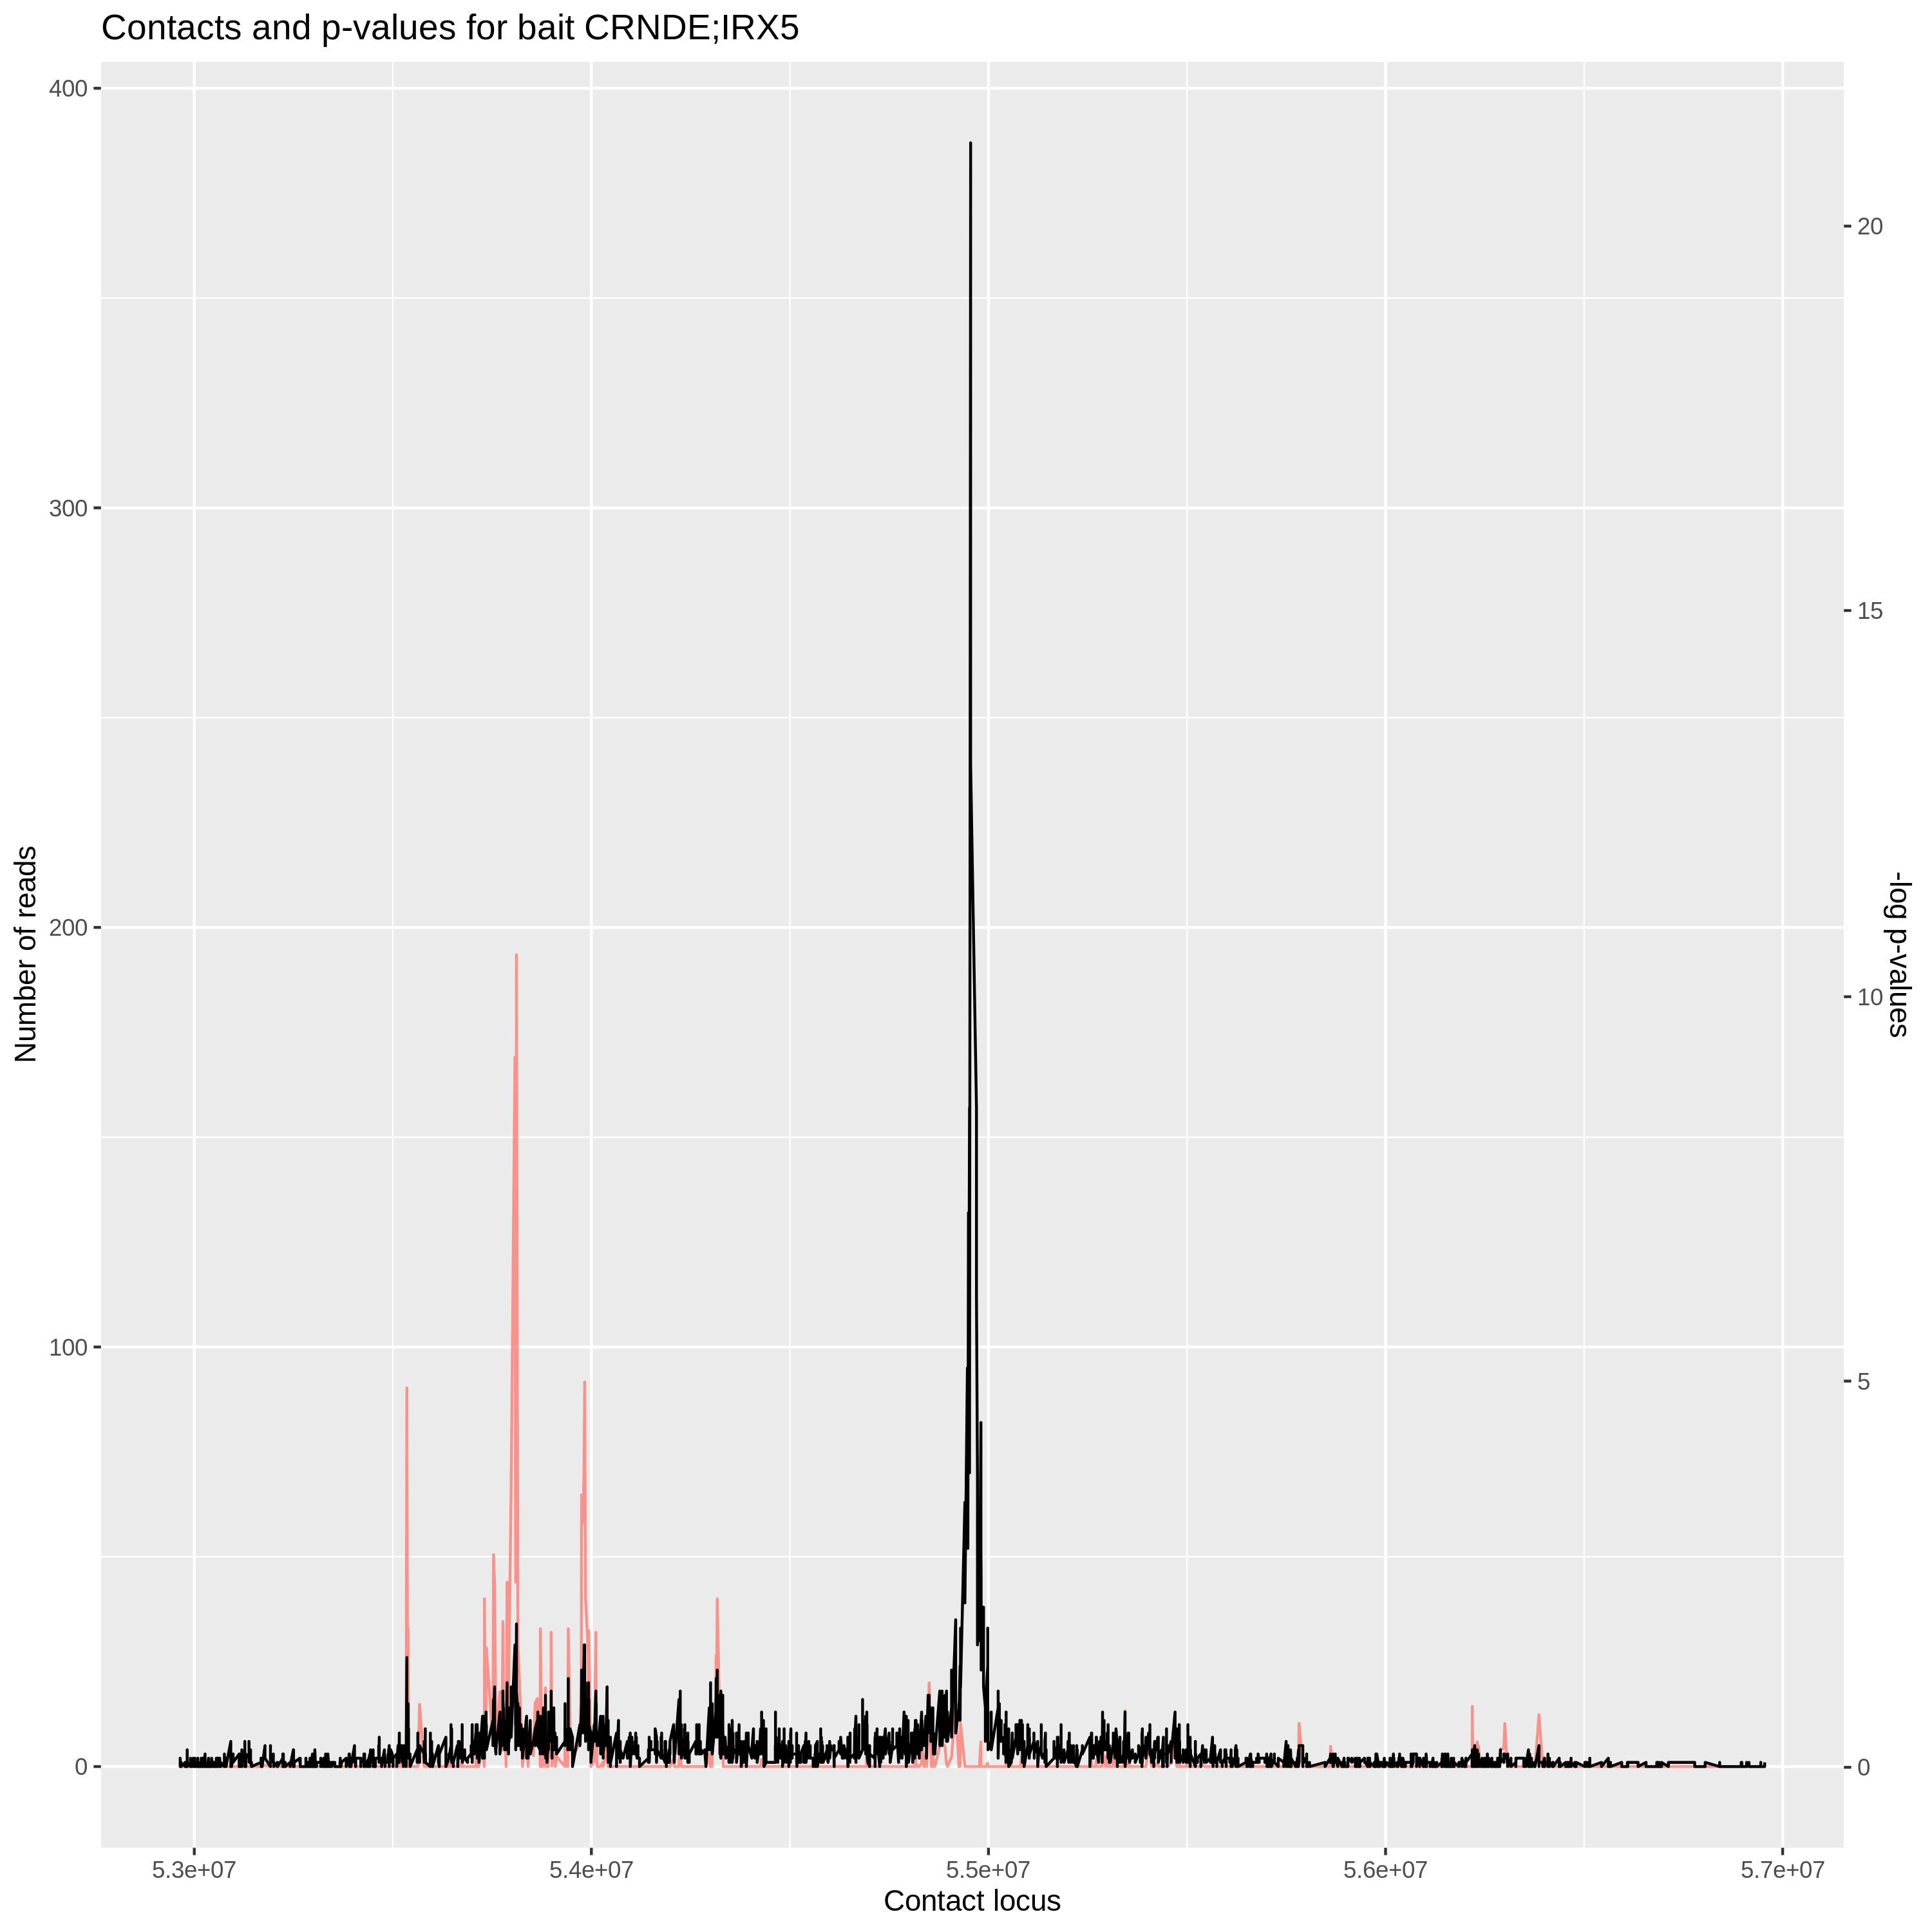 Contacts and p-values for bait CRNDE;IRX5
400
300
200
100
0
Number of reads
20
15
10
5
0
-log p-values
5.3e+07
5.4e+07
5.5e+07
5.6e+07
5.7e+07
Contact locus